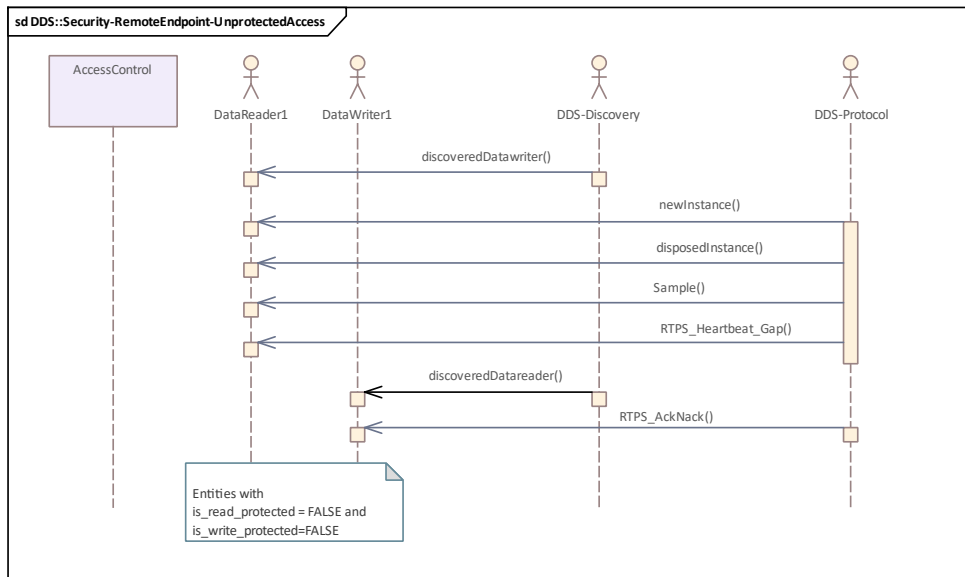 sd DDS::Security-RemoteEndpoint-UnprotectedAccess
AccessControl
DataReader1
DataWriter1
DDS-Discovery
DDS-Protocol
discoveredDatawriter()
newInstance()
disposedInstance()
Sample()
RTPS_Heartbeat_Gap()
discoveredDatareader()
RTPS_AckNack()
Entities with
is_read_protected = FALSE and
is_write_protected=FALSE